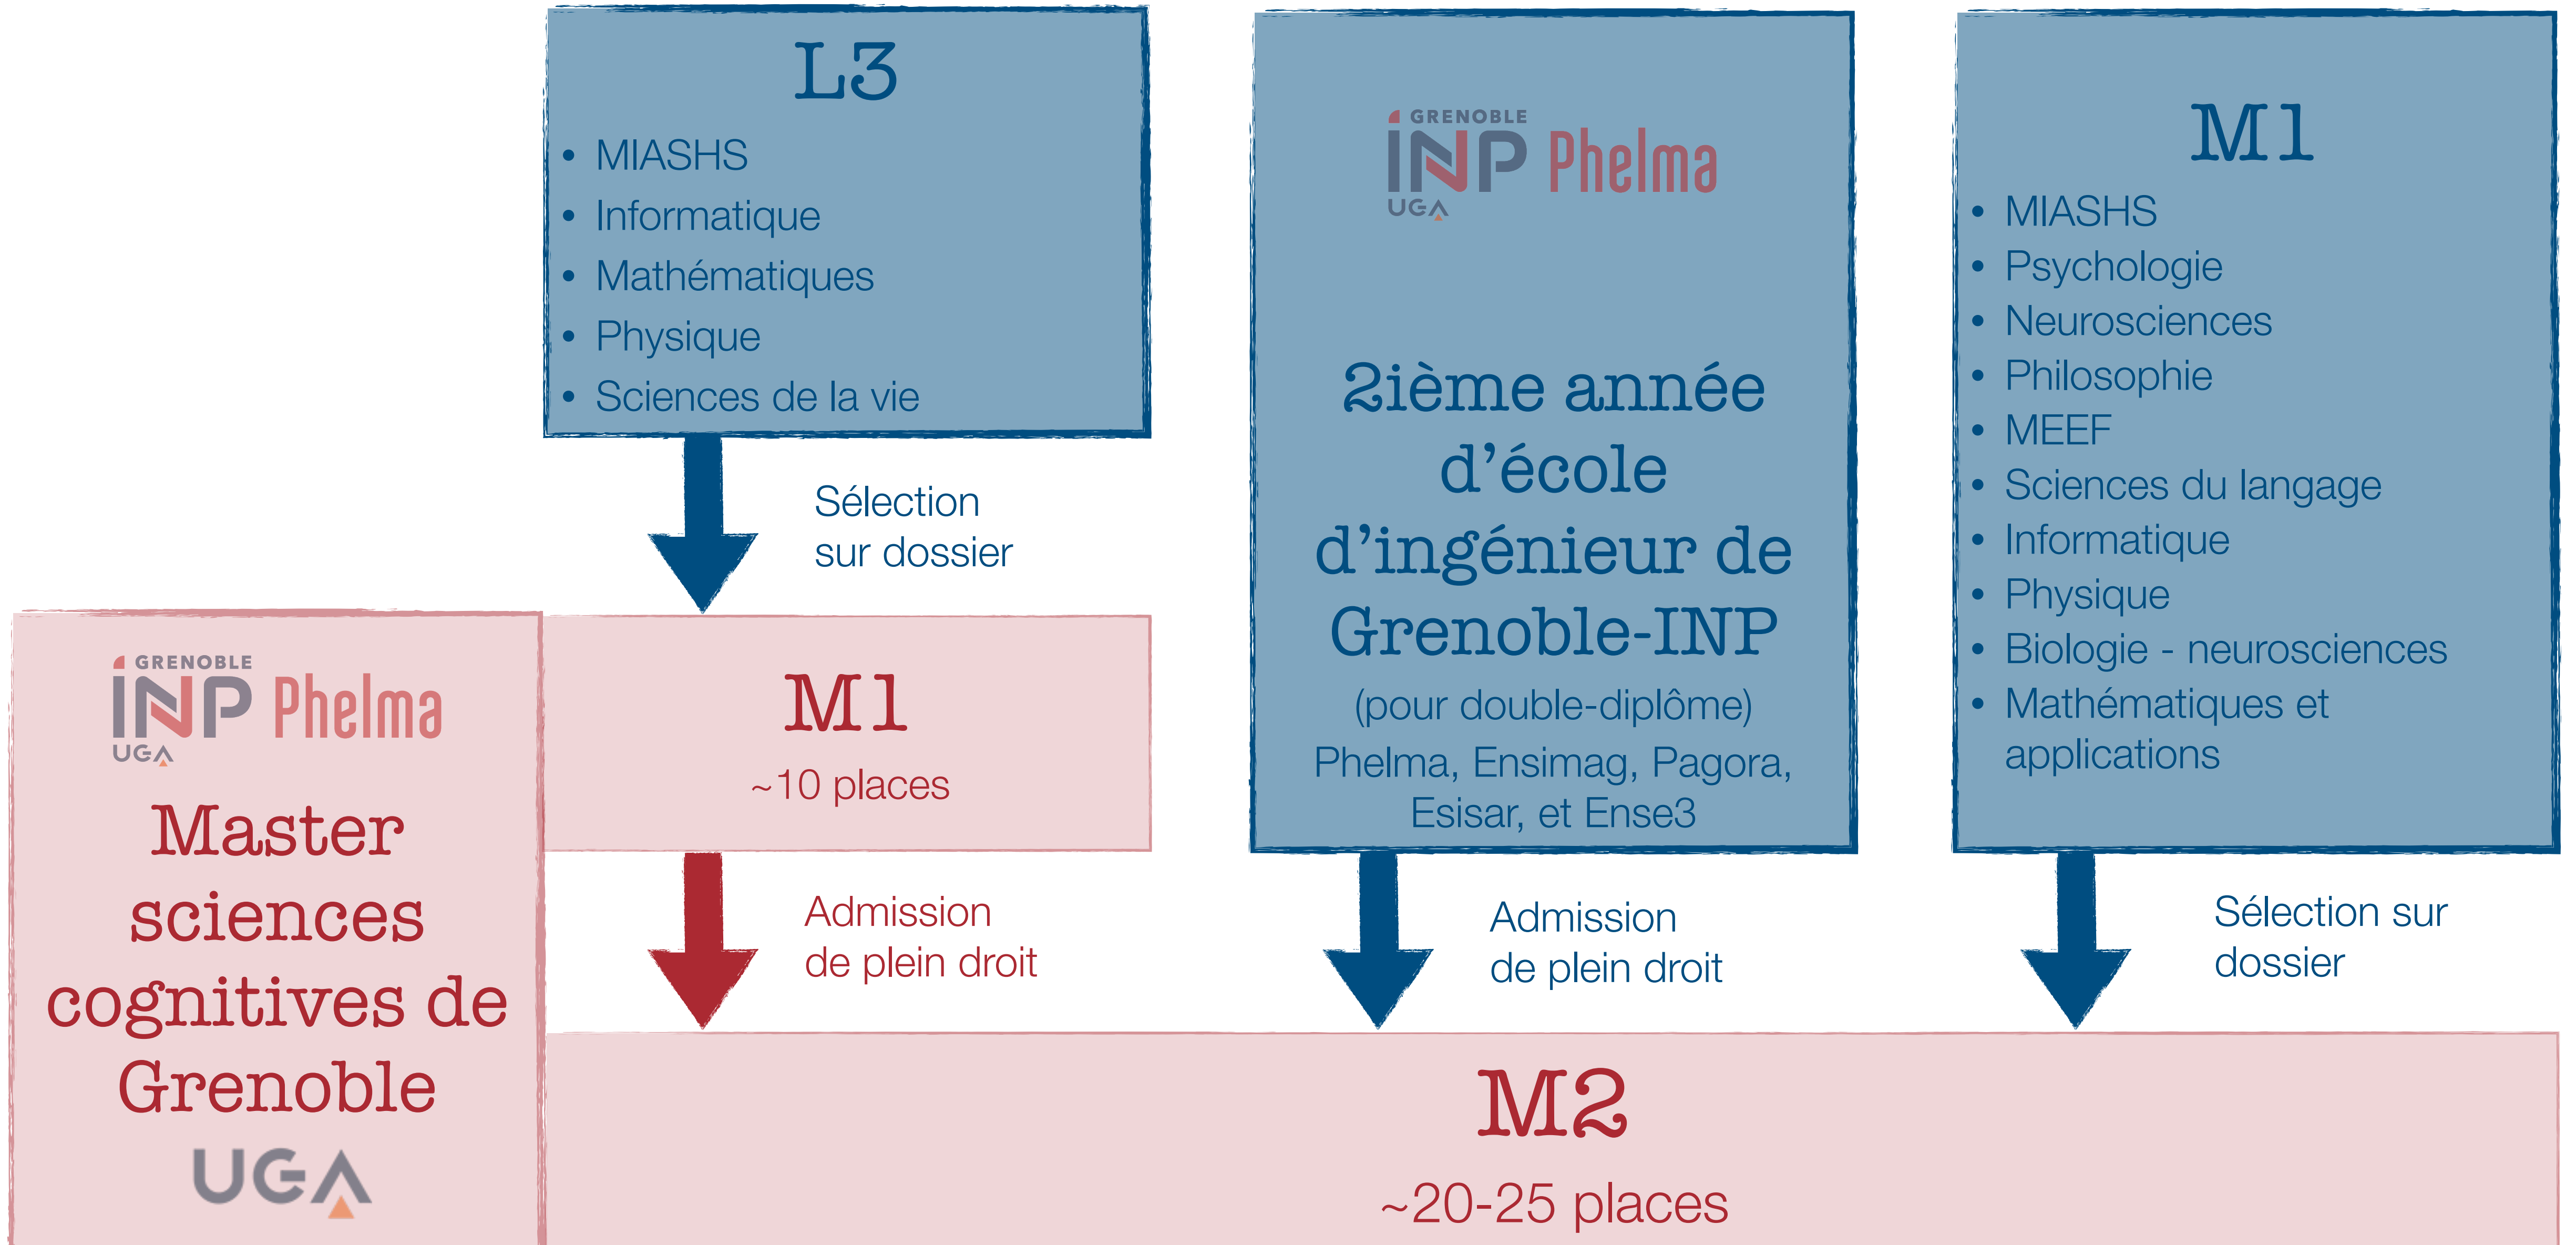 L3
• MIASHS
• Informatique
• Mathématiques
• Physique
• Sciences de la vie
Sélection
sur dossier
GRENOBLE
INP Phelma
UGA
2ième année
d'école
d'ingénieur de
Grenoble-INP
(pour double-diplôme)
Phelma, Ensimag, Pagora,
Esisar, et Ense3
Admission
de plein droit
M1
• MIASHS
• Psychologie
• Neurosciences
• Philosophie
• MEEF
• Sciences du langage
• Informatique
• Physique
• Biologie - neurosciences
• Mathématiques et
applications
Sélection sur
dossier
GRENOBLE
INP Phelma
UGA
Master
sciences
cognitives de
Grenoble
UGA
M1
~10 places
Admission
de plein droit
M2
~20-25 places